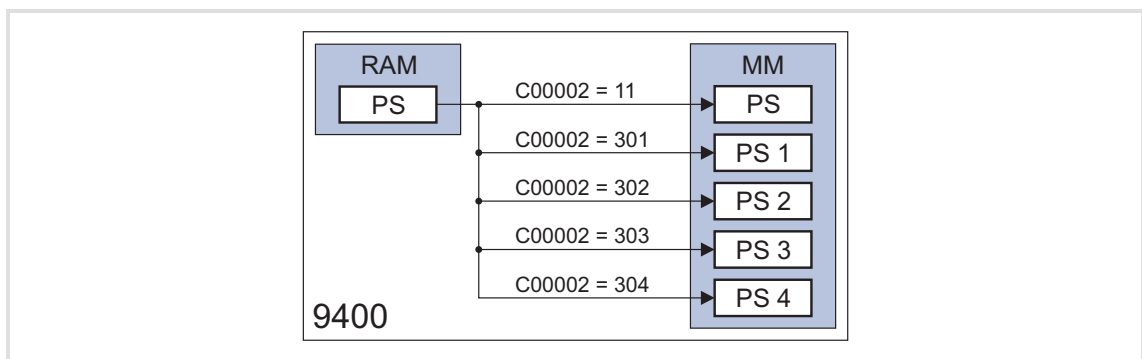 RAM
MM
PS
C00002 = 11
PS
C00002 = 301
PS 1
C00002 = 302
PS 2
C00002 = 303
PS 3
C00002 = 304
PS 4
9400